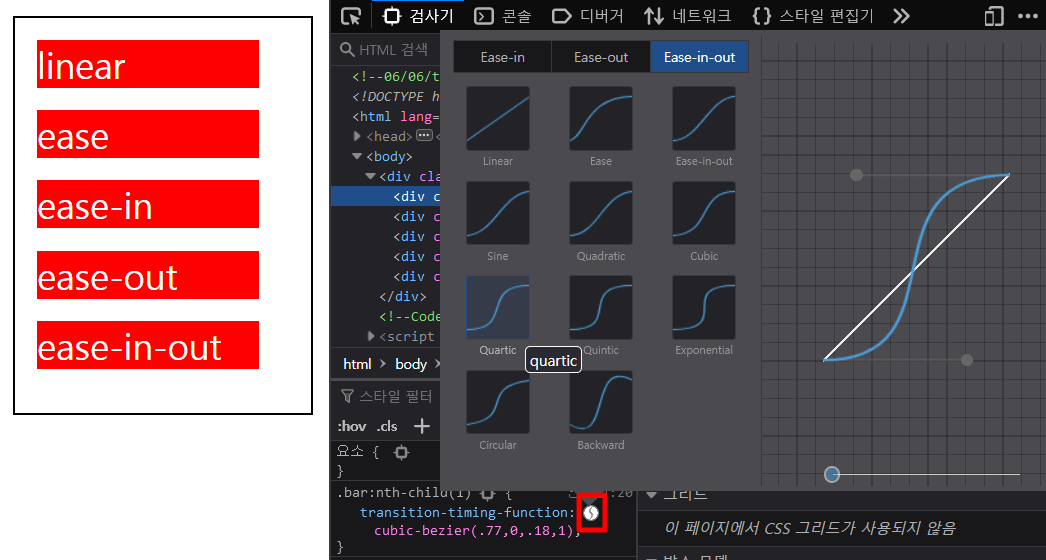 linear
ease
ease-in
ease-out
ease-in-out
검사기 콘솔 디버거 네트워크 {} 스타일 편집기
HTML 검색
<!--06/06/t
<!DOCTYPE h
<html lang=
<head>
<body>
<div cla
<div c
<div c
<div c
<div c
<div c
</div>
<!--Code
<script
html > body >
스타일 필터
:hov .cls +
요소 {
}
.bar:nth-child(1) { :20
transition-timing-function:
cubic-bezier(.77,0,.18,1);
}
Ease-in Ease-out Ease-in-out
Linear Ease Ease-in-out
Sine Quadratic Cubic
Quartic Quintic Exponential
quartic
Circular Backward
그리드
이 페이지에서 CSS 그리드가 사용되지 않음
박스 모델